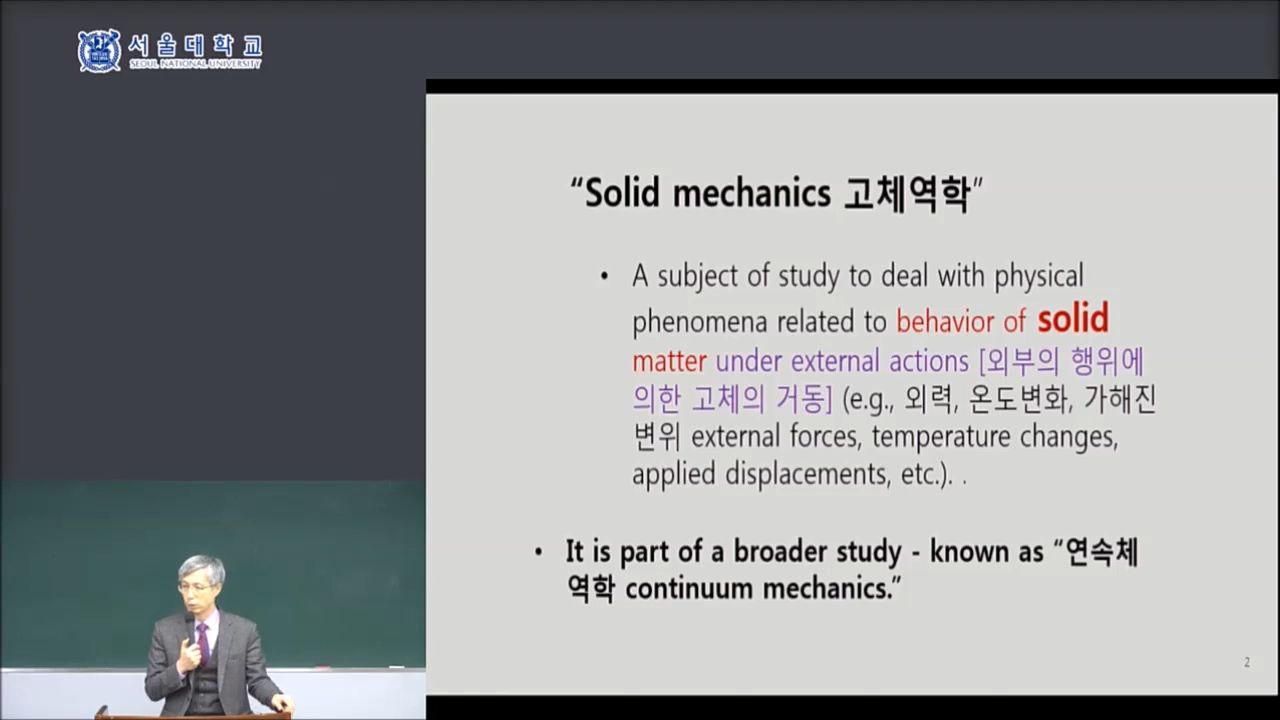 서울대학교
SEOUL NATIONAL UNIVERSITY
“Solid mechanics 고체역학”
• A subject of study to deal with physical
phenomena related to behavior of solid
matter under external actions [외부의 행위에
의한 고체의 거동] (e.g., 외력, 온도변화, 가해진
변위 external forces, temperature changes,
applied displacements, etc.). .
• It is part of a broader study - known as “연속체
역학 continuum mechanics.”
2